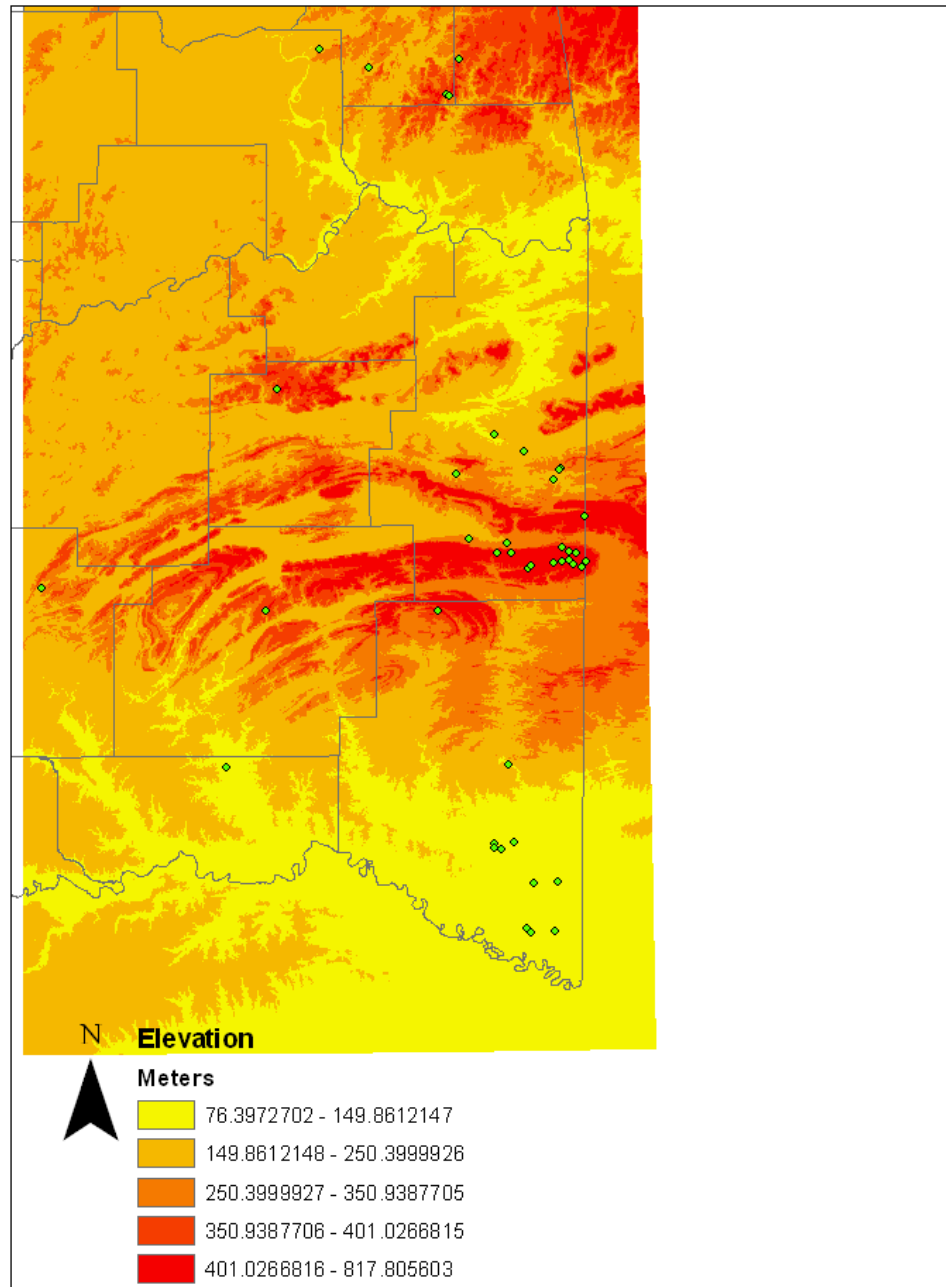 N
Elevation
Meters
76.3972702 - 149.8612147
149.8612148 - 250.3999926
250.3999927 - 350.9387705
350.9387706 - 401.0266815
401.0266816 - 817.805603